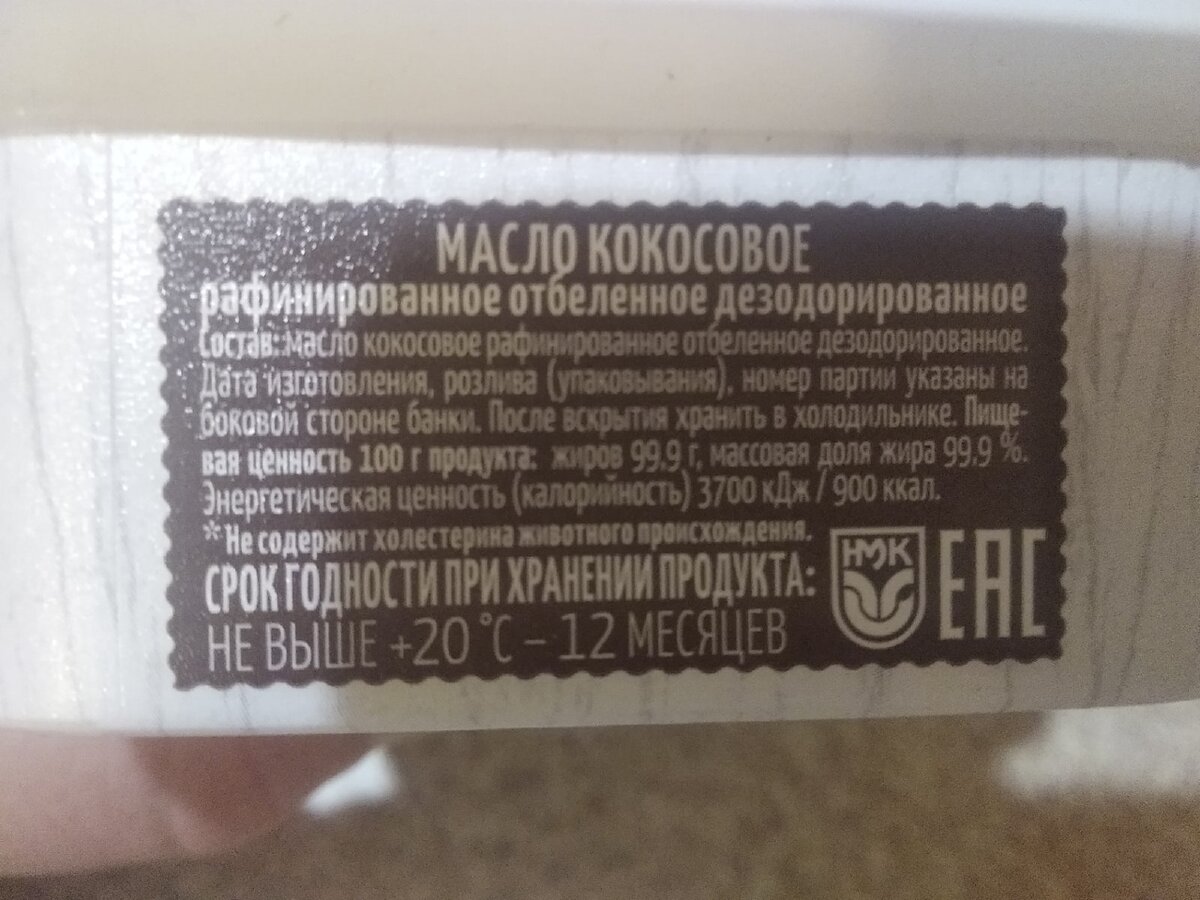 МАСЛО КОКОСОВОЕ
рафинированное отбеленное дезодорированное
Состав: масло кокосовое рафинированное отбеленное дезодорированное.
Дата изготовления, розлива (упаковывания), номер партии указаны на
боковой стороне банки. После вскрытия хранить в холодильнике. Пище-
вая ценность 100 г продукта: жиров 99.9 г, массовая доля жира 99.9 %.
Энергетическая ценность (калорийность) 3700 кДж / 900 ккал.
* Не содержит холестерина животного происхождения.
СРОК ГОДНОСТИ ПРИ ХРАНЕНИИ ПРОДУКТА:
НЕ ВЫШЕ +20 °С – 12 МЕСЯЦЕВ
НМЖК
ЕАС